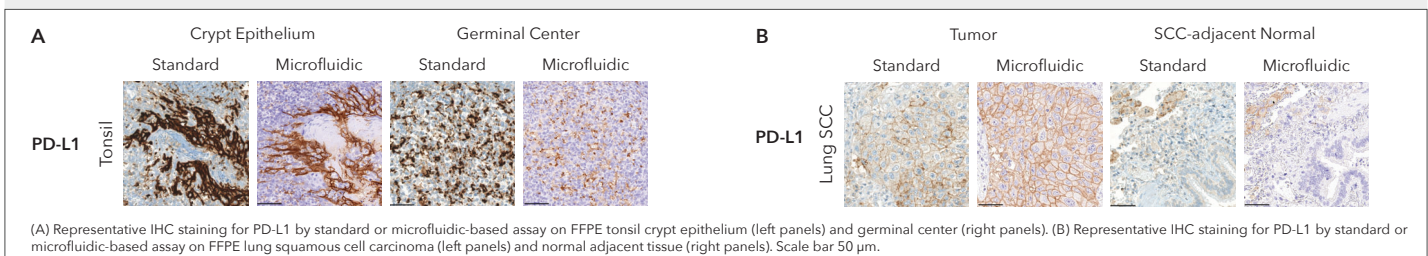 A
Crypt Epithelium
Germinal Center
Standard
Microfluidic
Standard
Microfluidic
PD-L1
Tonsil
B
Tumor
SCC-adjacent Normal
Standard
Microfluidic
Standard
Microfluidic
PD-L1
Lung SCC
(A) Representative IHC staining for PD-L1 by standard or microfluidic-based assay on FFPE tonsil crypt epithelium (left panels) and germinal center (right panels). (B) Representative IHC staining for PD-L1 by standard or
microfluidic-based assay on FFPE lung squamous cell carcinoma (left panels) and normal adjacent tissue (right panels). Scale bar 50 µm.